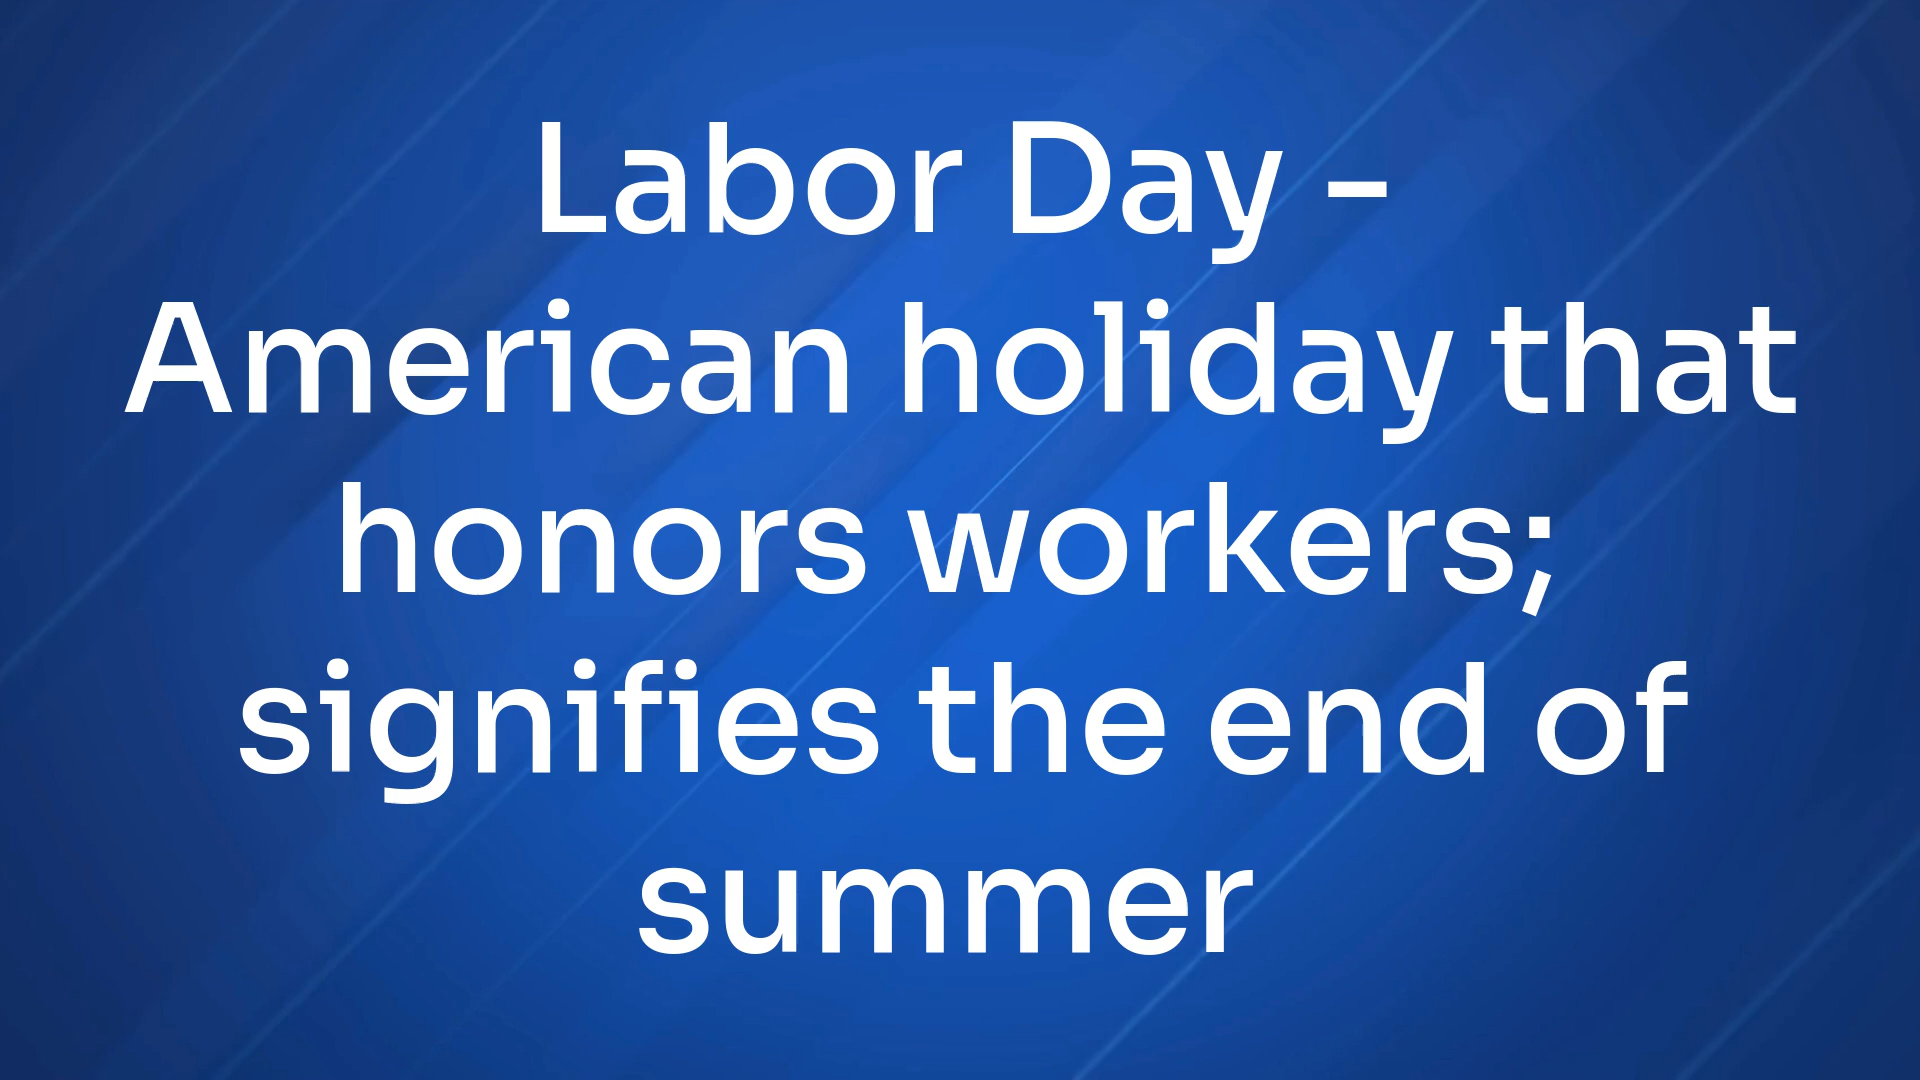 Labor Day –
American holiday that
honors workers;
signifies the end of
summer